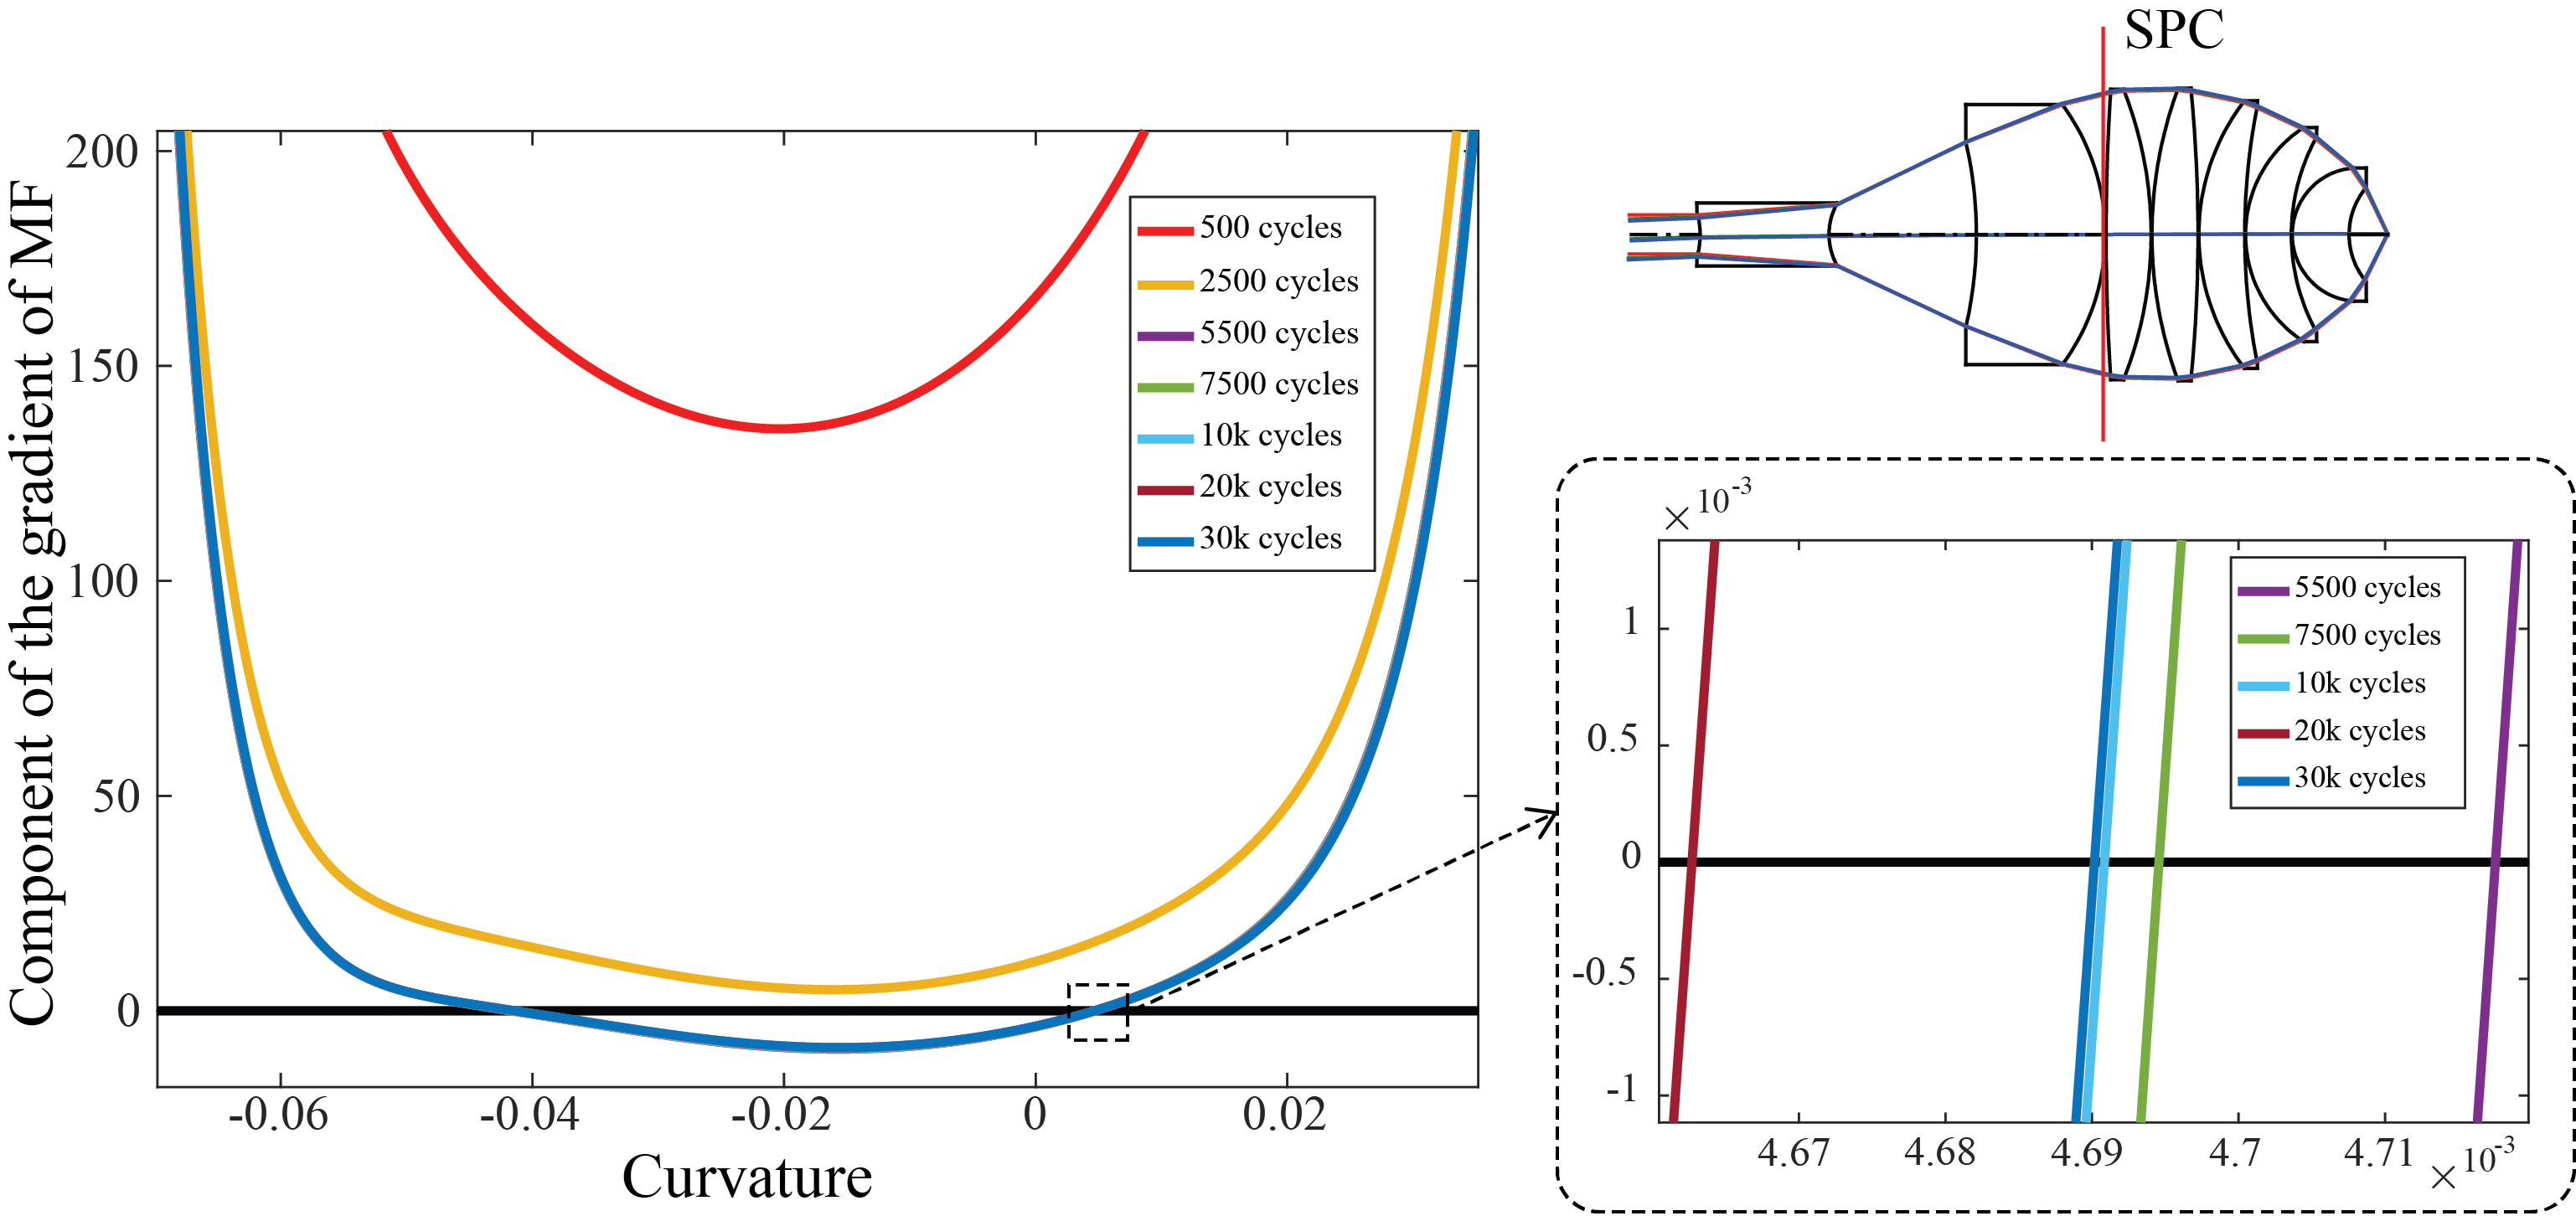 Component of the gradient of MF
200
150
100
50
0
-0.06
-0.04
-0.02
0
0.02
Curvature
500 cycles
2500 cycles
5500 cycles
7500 cycles
10k cycles
20k cycles
30k cycles
SPC
×10-3
1
0.5
0
-0.5
-1
4.67
4.68
4.69
4.7
4.71
×10-3
5500 cycles
7500 cycles
10k cycles
20k cycles
30k cycles